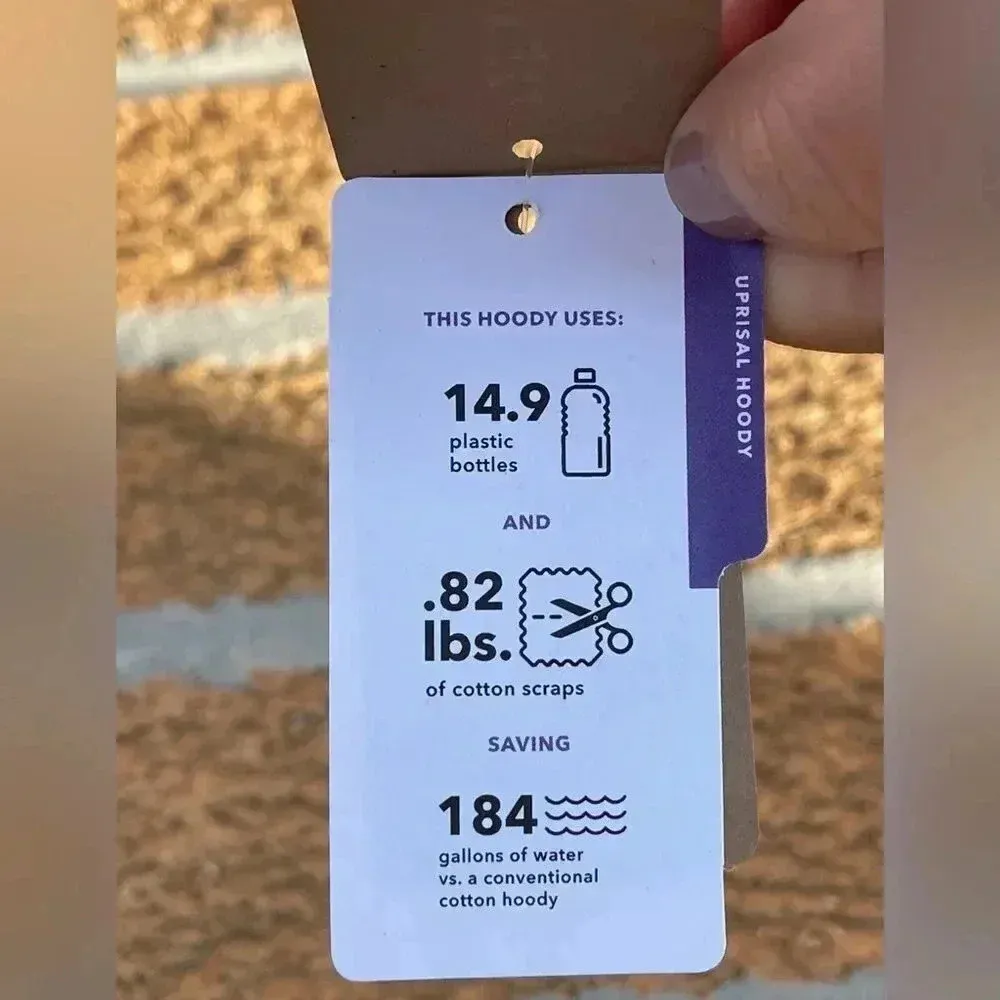 THIS HOODY USES:
14.9
plastic
bottles
AND
.82
lbs.
of cotton scraps
SAVING
184
gallons of water
vs. a conventional
cotton hoody
UPRISAL HOODY